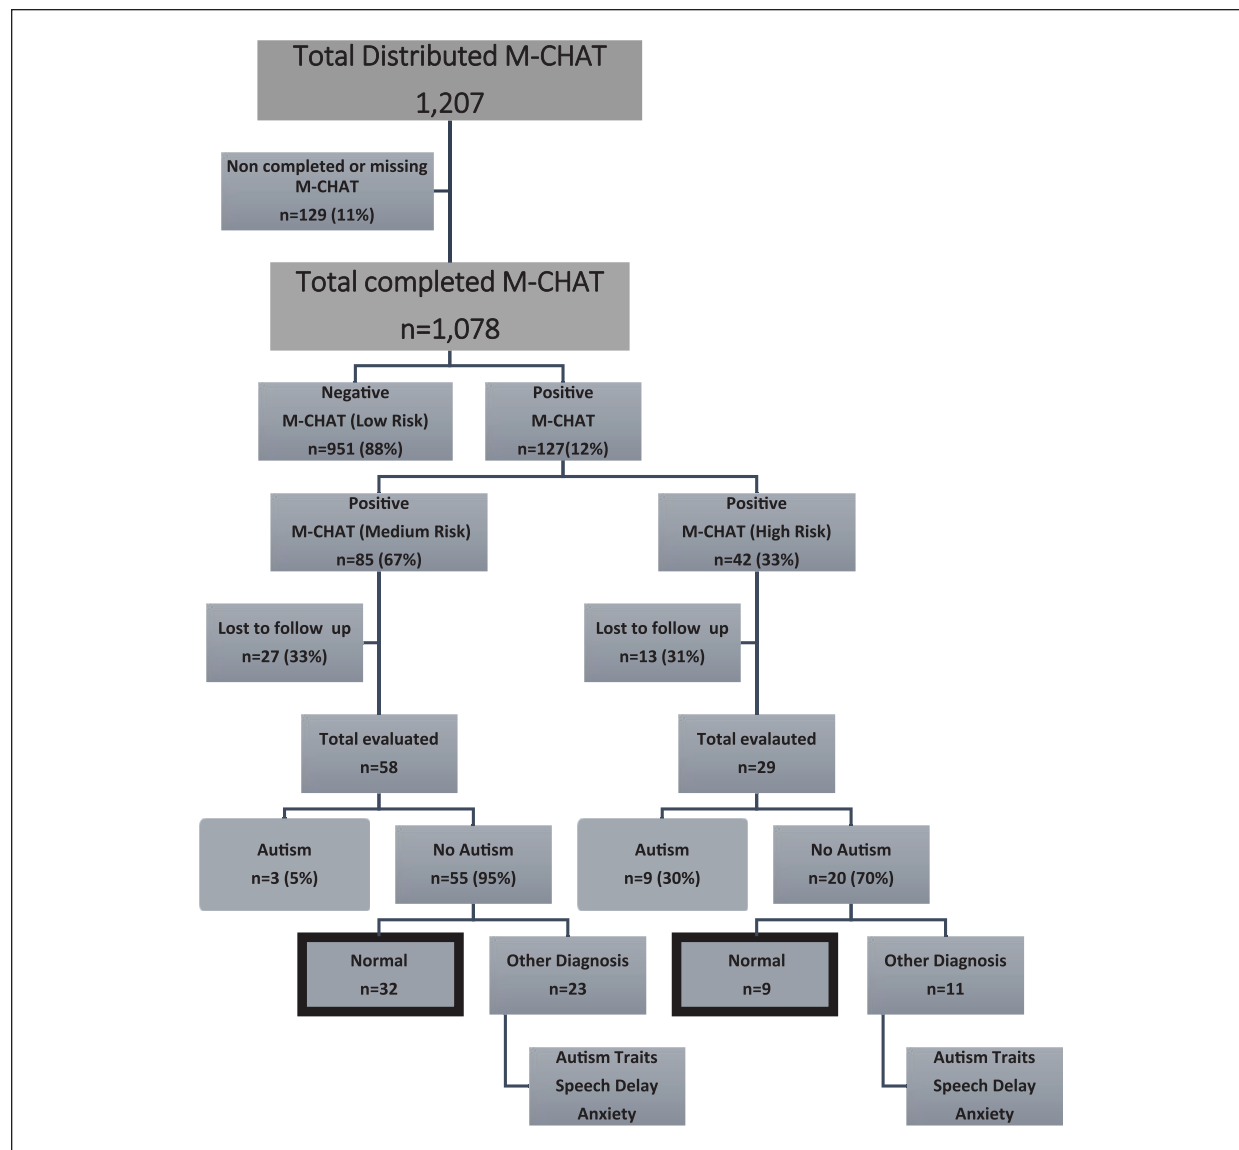 Total Distributed M-CHAT
1,207
Non completed or missing
M-CHAT
n=129 (11%)
Total completed M-CHAT
n=1,078
Negative
M-CHAT (Low Risk)
n=951 (88%)
Positive
M-CHAT
n=127(12%)
Positive
M-CHAT (Medium Risk)
n=85 (67%)
Positive
M-CHAT (High Risk)
n=42 (33%)
Lost to follow up
n=27 (33%)
Lost to follow up
n=13 (31%)
Total evaluated
n=58
Total evalauted
n=29
Autism
n=3 (5%)
No Autism
n=55 (95%)
Autism
n=9 (30%)
No Autism
n=20 (70%)
Normal
n=32
Other Diagnosis
n=23
Normal
n=9
Other Diagnosis
n=11
Autism Traits
Speech Delay
Anxiety
Autism Traits
Speech Delay
Anxiety